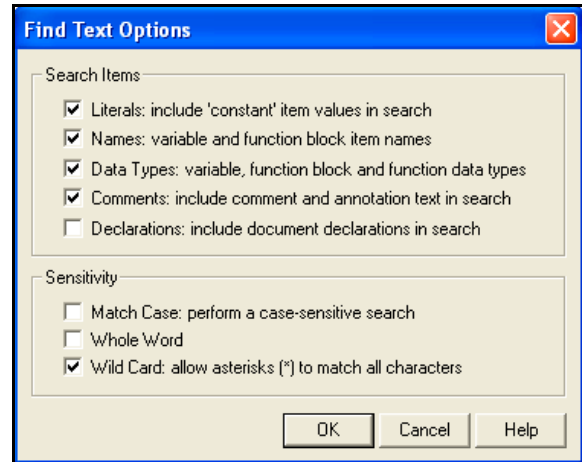 Find Text Options
Search Items
Literals: include 'constant' item values in search
Names: variable and function block item names
Data Types: variable, function block and function data types
Comments: include comment and annotation text in search
Declarations: include document declarations in search
Sensitivity
Match Case: perform a case-sensitive search
Whole Word
Wild Card: allow asterisks (*) to match all characters
OK Cancel Help